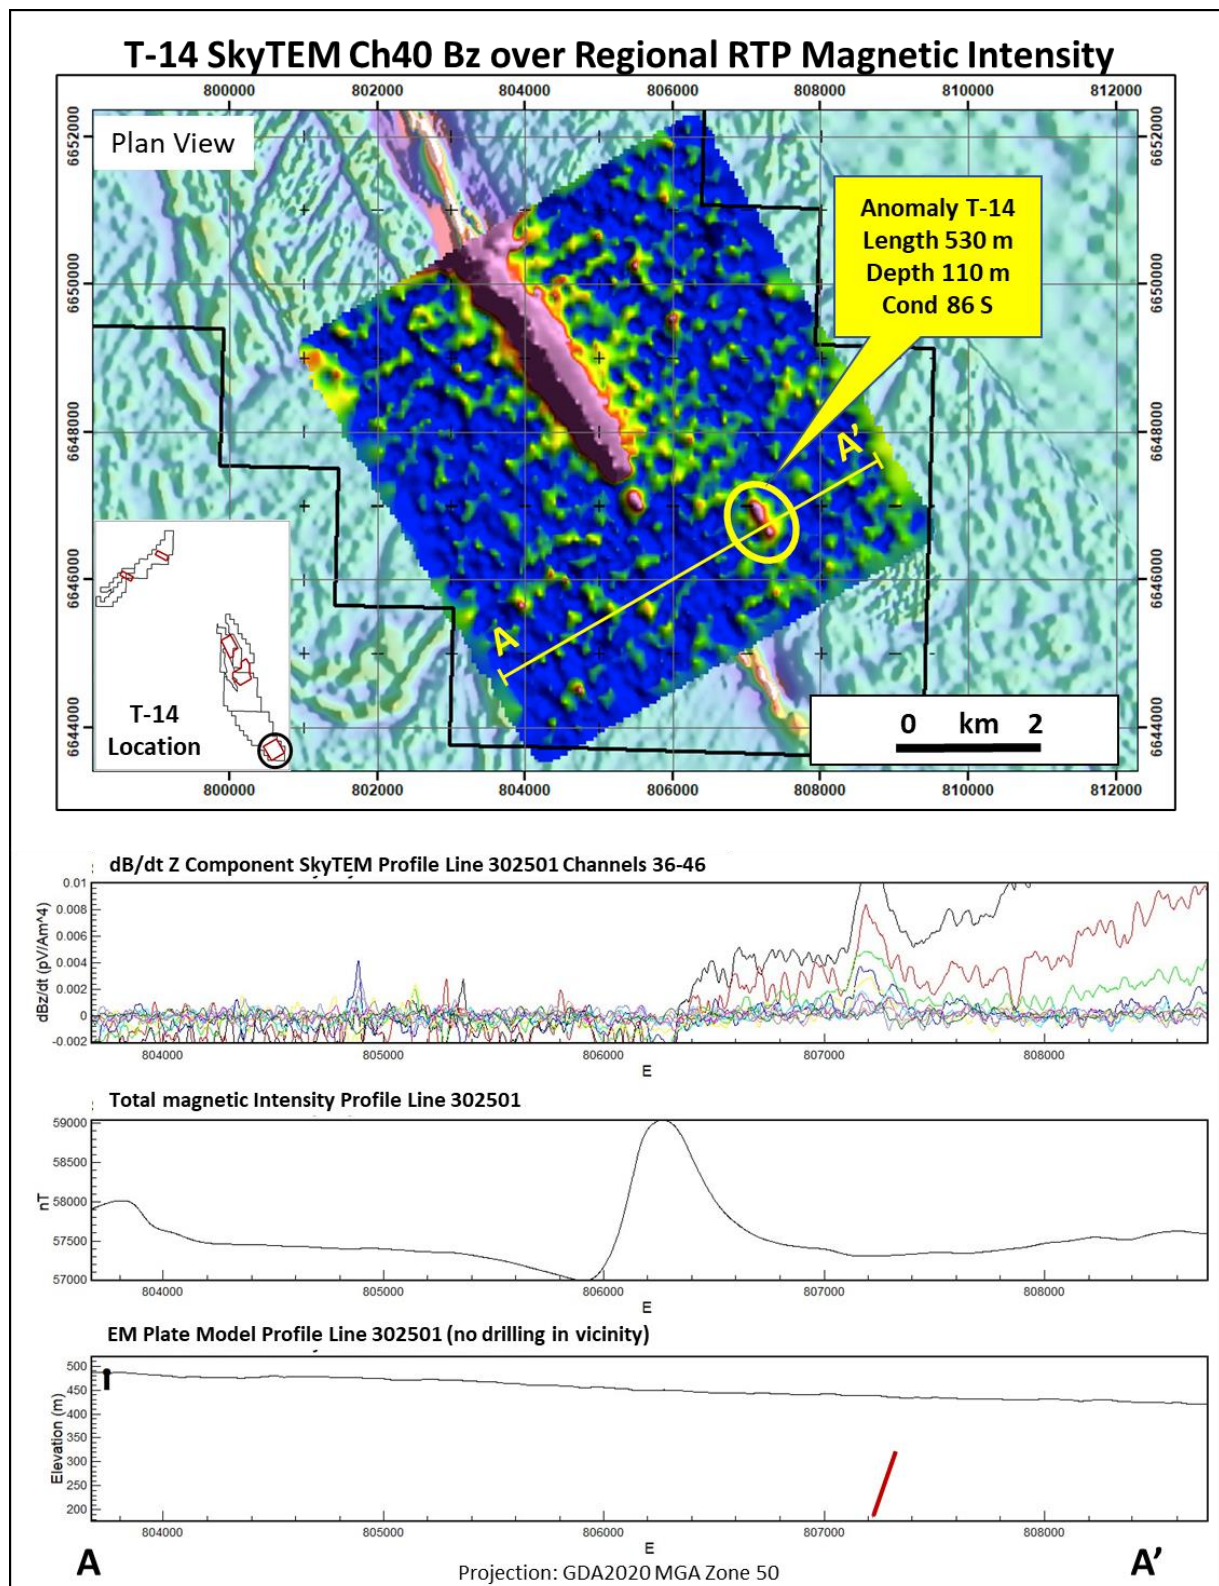 T-14 SkyTEM Ch40 Bz over Regional RTP Magnetic Intensity
800000 802000 804000 806000 808000 810000 812000
Plan View
6652000 6652000
6650000 6650000
6648000 6648000
6646000 6646000
6644000 6644000
Anomaly T-14
Length 530 m
Depth 110 m
Cond 86 S
A'
A
T-14
Location
0 km 2
800000 802000 804000 806000 808000 810000 812000
dB/dt Z Component SkyTEM Profile Line 302501 Channels 36-46
dBz/dt (pV/Am^4)
0.01
0.008
0.006
0.004
0.002
0
-0.002
804000 805000 806000 807000 808000
E
Total magnetic Intensity Profile Line 302501
nT
59000
58500
58000
57500
57000
804000 805000 806000 807000 808000
E
EM Plate Model Profile Line 302501 (no drilling in vicinity)
Elevation (m)
500
450
400
350
300
250
200
804000 805000 806000 807000 808000
E
A A'
Projection: GDA2020 MGA Zone 50